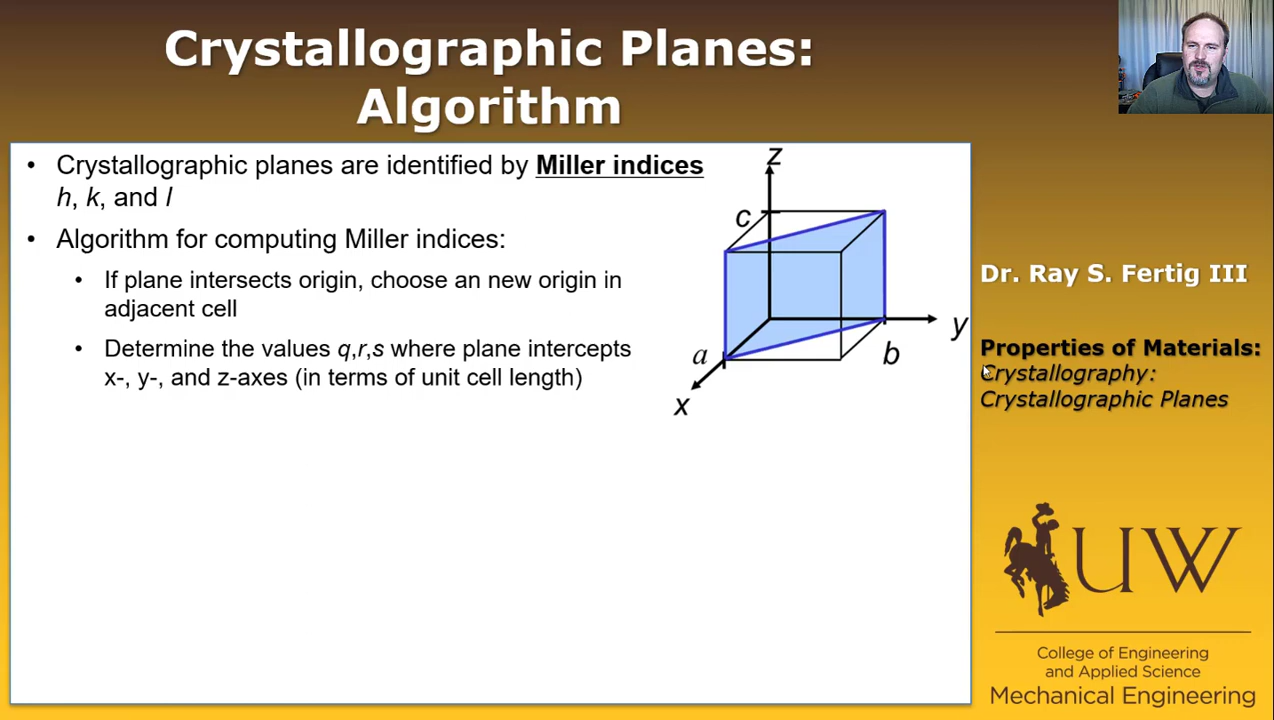 Crystallographic Planes:
Algorithm
• Crystallographic planes are identified by Miller indices
h, k, and l
• Algorithm for computing Miller indices:
• If plane intersects origin, choose an new origin in
adjacent cell
• Determine the values q,r,s where plane intercepts
x-, y-, and z-axes (in terms of unit cell length)
z
c
y
a
b
x
Dr. Ray S. Fertig III
Properties of Materials:
Crystallography:
Crystallographic Planes
UW
College of Engineering
and Applied Science
Mechanical Engineering